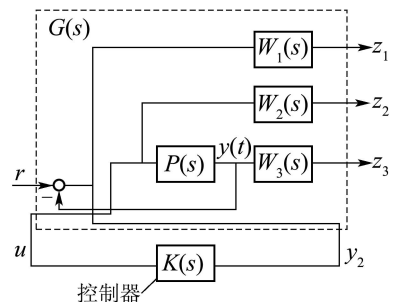 G(s)
W₁(s) z₁
W₂(s) z₂
y(t)
P(s) W₃(s) z₃
r
−
u K(s) y₂
控制器